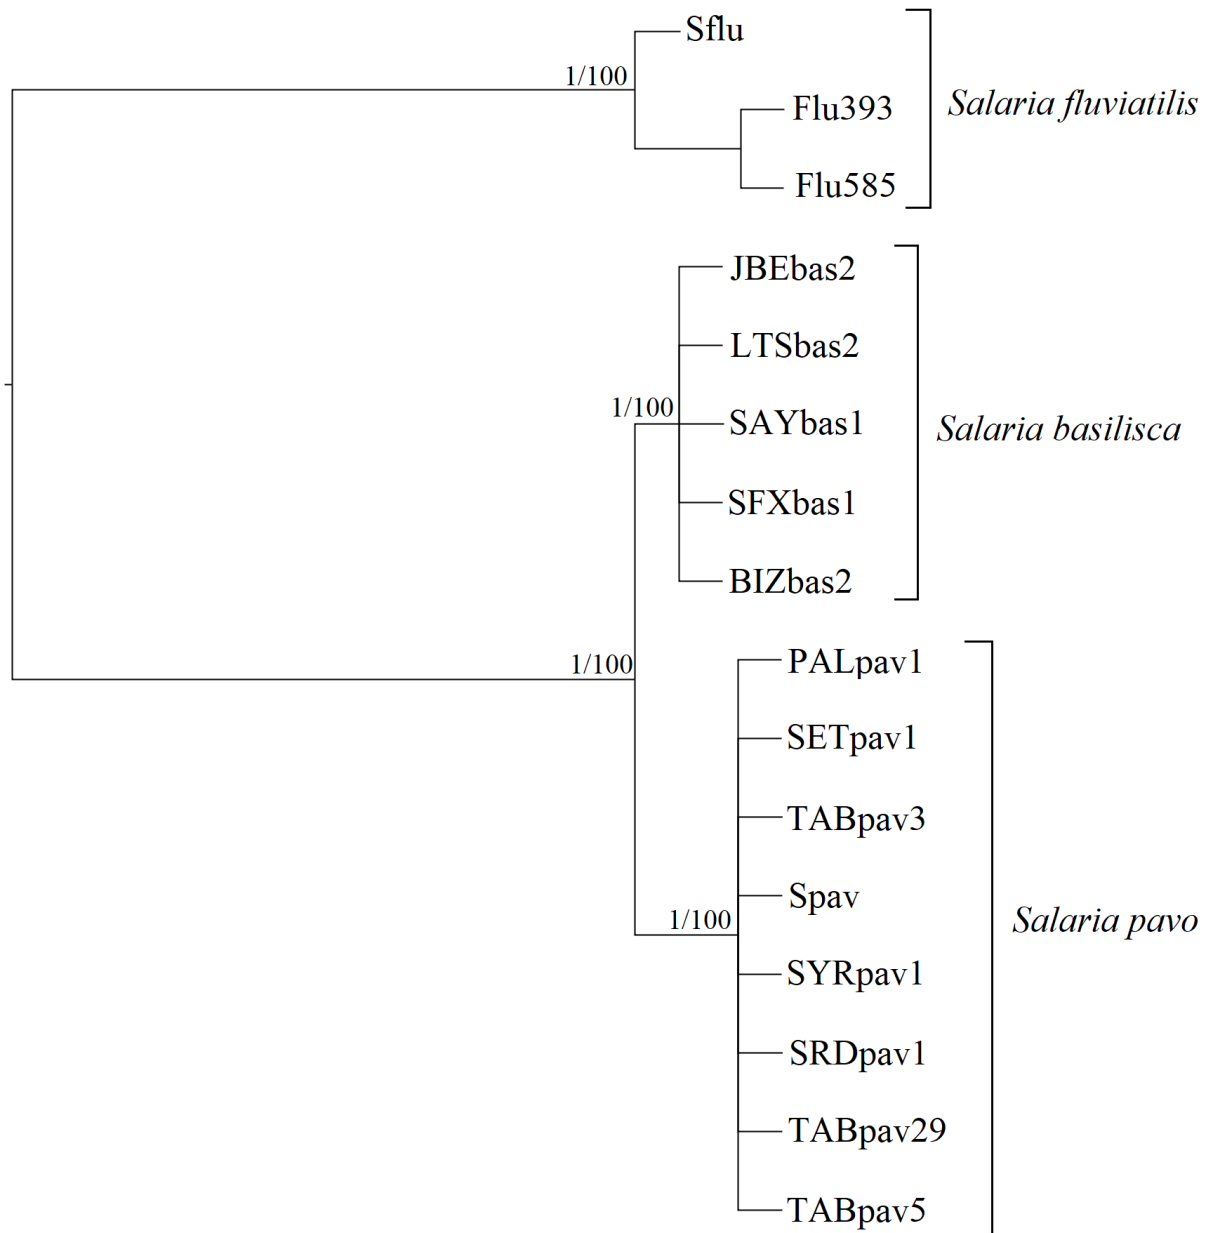 Sflu
1/100
Flu393
Salaria fluviatilis
Flu585
JBEbas2
LTSbas2
1/100
SAYbas1
Salaria basilisca
SFXbas1
BIZbas2
1/100
PALpav1
SETpav1
TABpav3
Spav
1/100
Salaria pavo
SYRpav1
SRDpav1
TABpav29
TABpav5